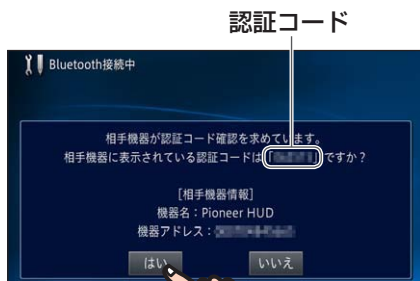 認証コード
Bluetooth接続中
相手機器が認証コード確認を求めています。
相手機器に表示されている認証コードは「」ですか？
[相手機器情報]
機器名：Pioneer HUD
機器アドレス：
はい
いいえ